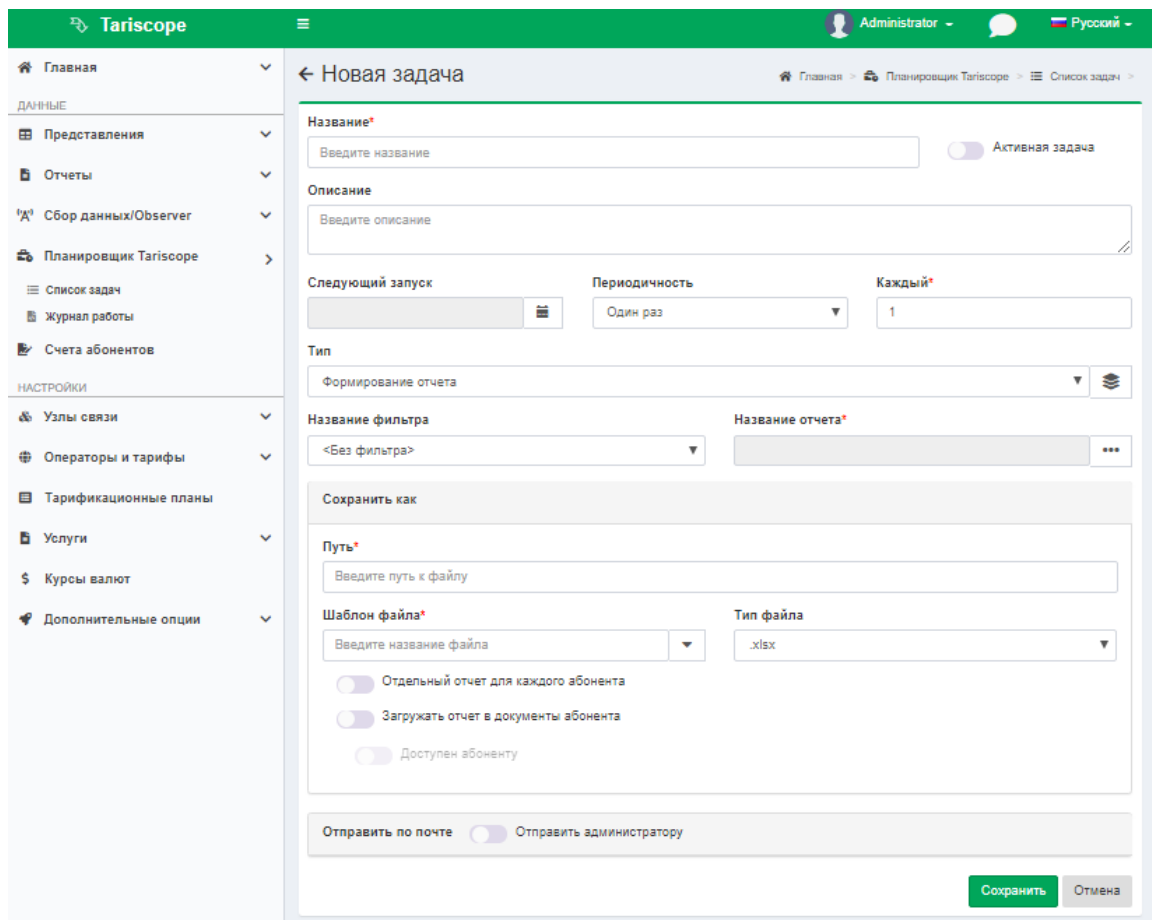 Tariscope
Administrator
Русский
Главная
ДАННЫЕ
Представления
Отчеты
Сбор данных/Observer
Планировщик Tariscope
Список задач
Журнал работы
Счета абонентов
НАСТРОЙКИ
Узлы связи
Операторы и тарифы
Тарификационные планы
Услуги
$ Курсы валют
Дополнительные опции
← Новая задача
Главная > Планировщик Tariscope > Список задач >
Название*
Введите название
Активная задача
Описание
Введите описание
Следующий запуск Периодичность Каждый*
Один раз 1
Тип
Формирование отчета
Название фильтра Название отчета*
<Без фильтра>
Сохранить как
Путь*
Введите путь к файлу
Шаблон файла* Тип файла
Введите название файла .xlsx
Отдельный отчет для каждого абонента
Загружать отчет в документы абонента
Доступен абоненту
Отправить по почте Отправить администратору
Сохранить Отмена